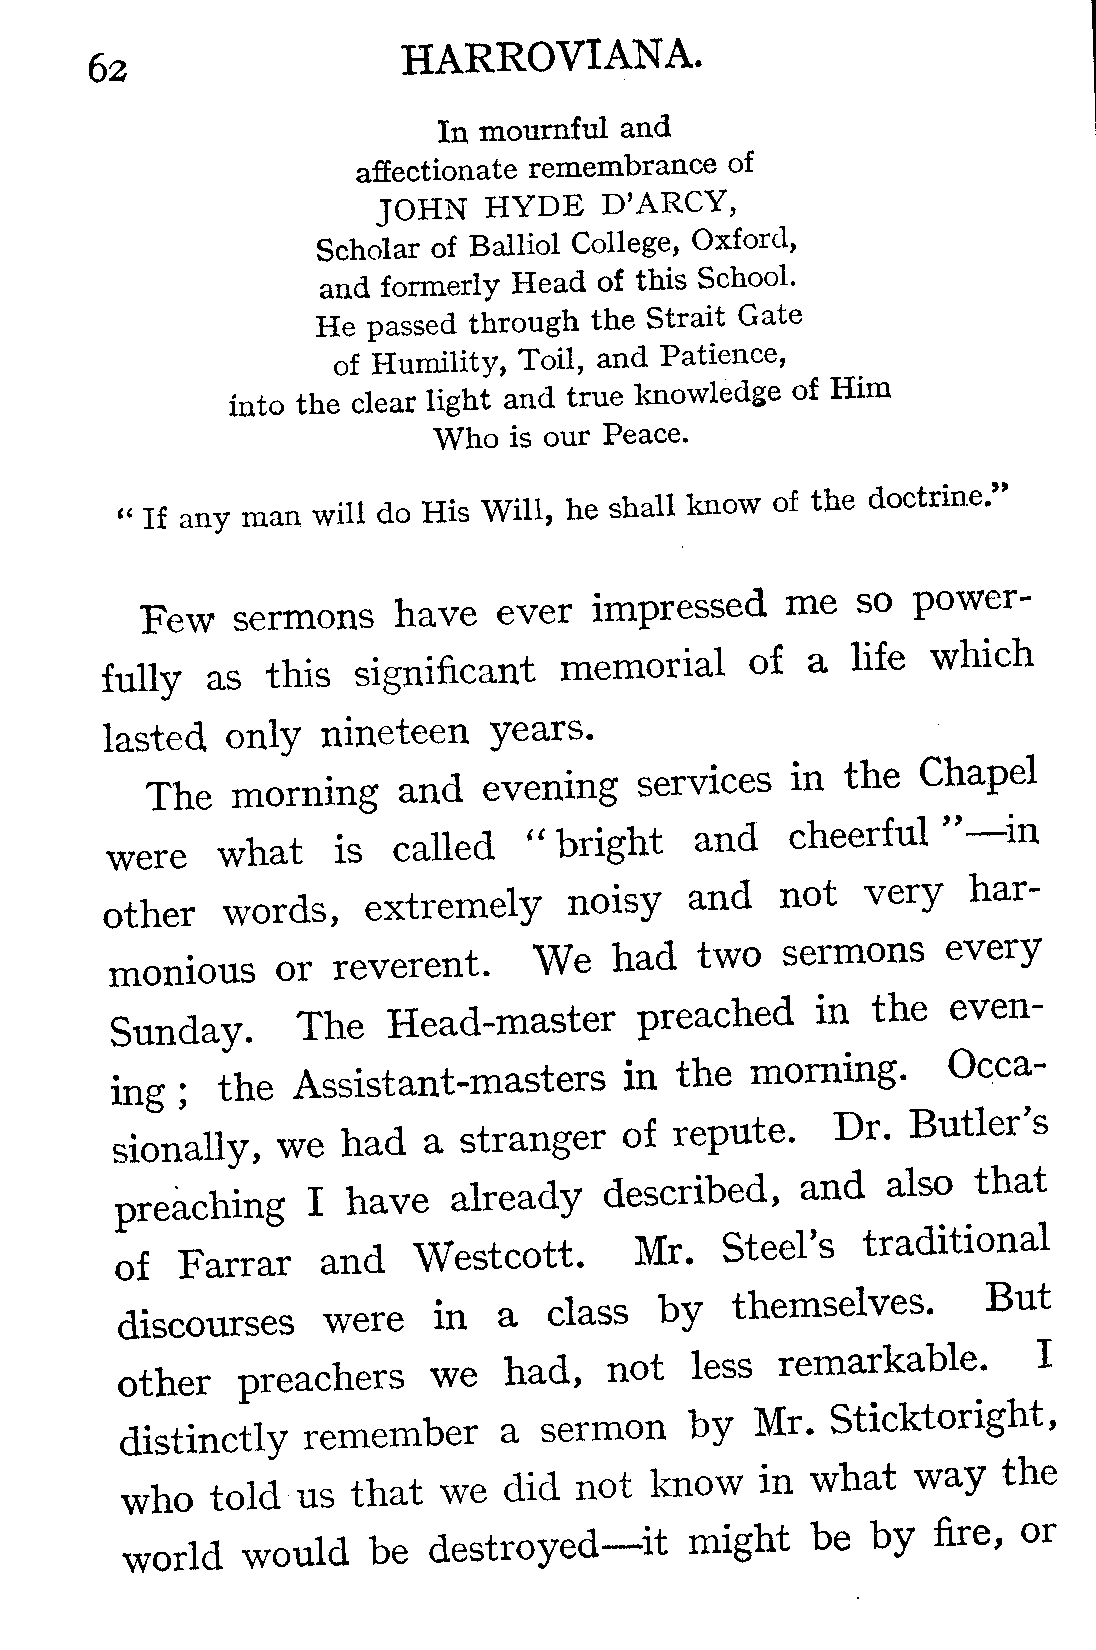 62 HARROVIANA.
In mournful and
affectionate remembrance of
JOHN HYDE D'ARCY,
Scholar of Balliol College, Oxford,
and formerly Head of this School.
He passed through the Strait Gate
of Humility, Toil, and Patience,
into the clear light and true knowledge of Him
Who is our Peace.
“ If any man will do His Will, he shall know of the doctrine.”
Few sermons have ever impressed me so power-
fully as this significant memorial of a life which
lasted only nineteen years.
The morning and evening services in the Chapel
were what is called “ bright and cheerful ”—in
other words, extremely noisy and not very har-
monious or reverent. We had two sermons every
Sunday. The Head-master preached in the even-
ing ; the Assistant-masters in the morning. Occa-
sionally, we had a stranger of repute. Dr. Butler's
preaching I have already described, and also that
of Farrar and Westcott. Mr. Steel's traditional
discourses were in a class by themselves. But
other preachers we had, not less remarkable. I
distinctly remember a sermon by Mr. Sticktoright,
who told us that we did not know in what way the
world would be destroyed—it might be by fire, or